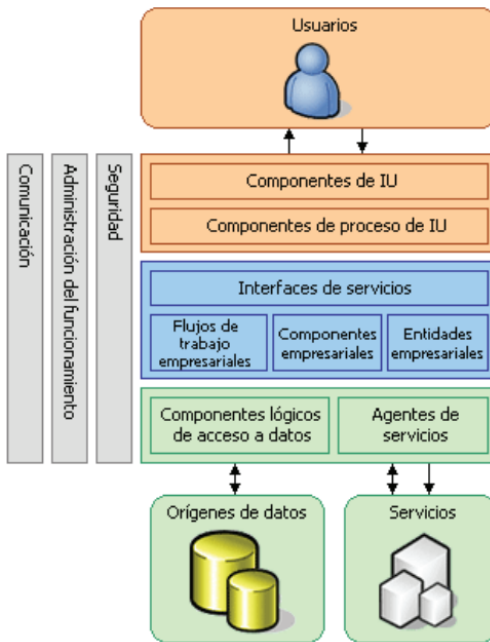 Usuarios
Comunicación
Administración del funcionamiento
Seguridad
Componentes de IU
Componentes de proceso de IU
Interfaces de servicios
Flujos de
trabajo
empresariales
Componentes
empresariales
Entidades
empresariales
Componentes lógicos
de acceso a datos
Agentes de
servicios
Orígenes de datos
Servicios